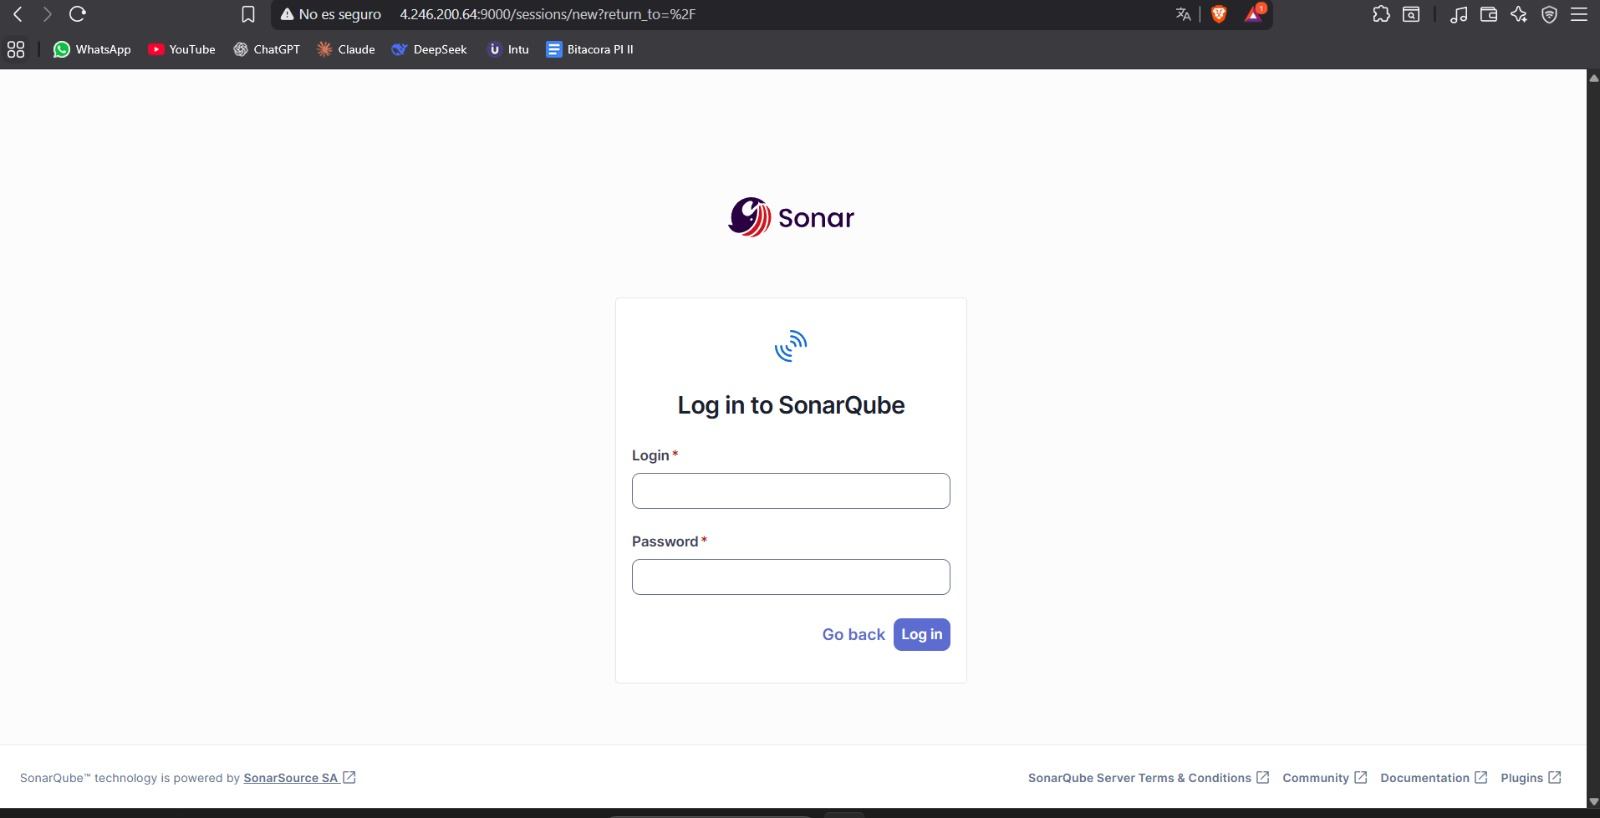 No es seguro 4.246.200.64:9000/sessions/new?return_to=%2F
1
WhatsApp YouTube ChatGPT Claude DeepSeek Intu Bitacora PI II
Sonar
Log in to SonarQube
Login *
Password *
Go back Log in
SonarQube™ technology is powered by SonarSource SA
SonarQube Server Terms & Conditions Community Documentation Plugins